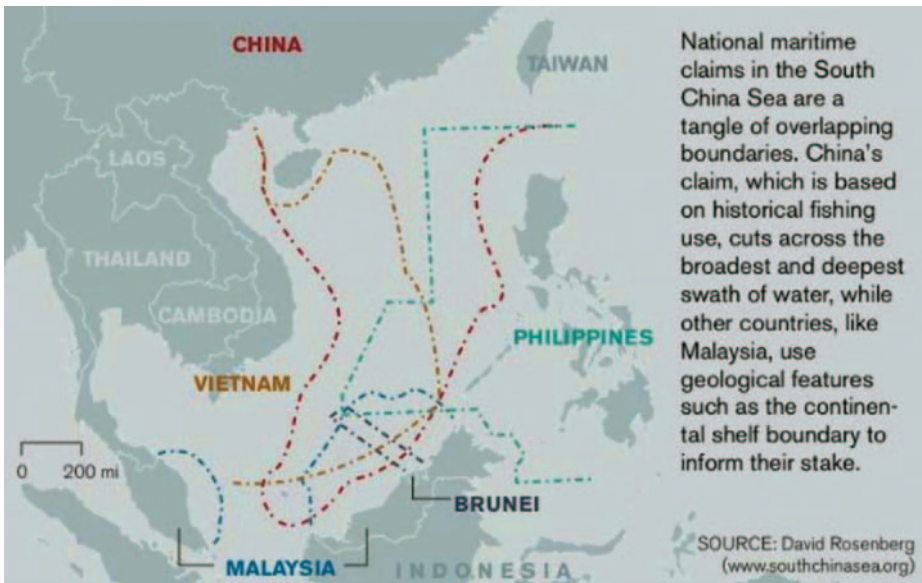 CHINA
TAIWAN
LAOS
THAILAND
CAMBODIA
VIETNAM
PHILIPPINES
0 200 mi
BRUNEI
MALAYSIA
INDONESIA
National maritime
claims in the South
China Sea are a
tangle of overlapping
boundaries. China's
claim, which is based
on historical fishing
use, cuts across the
broadest and deepest
swath of water, while
other countries, like
Malaysia, use
geological features
such as the continen-
tal shelf boundary to
inform their stake.
SOURCE: David Rosenberg
(www.southchinasea.org)